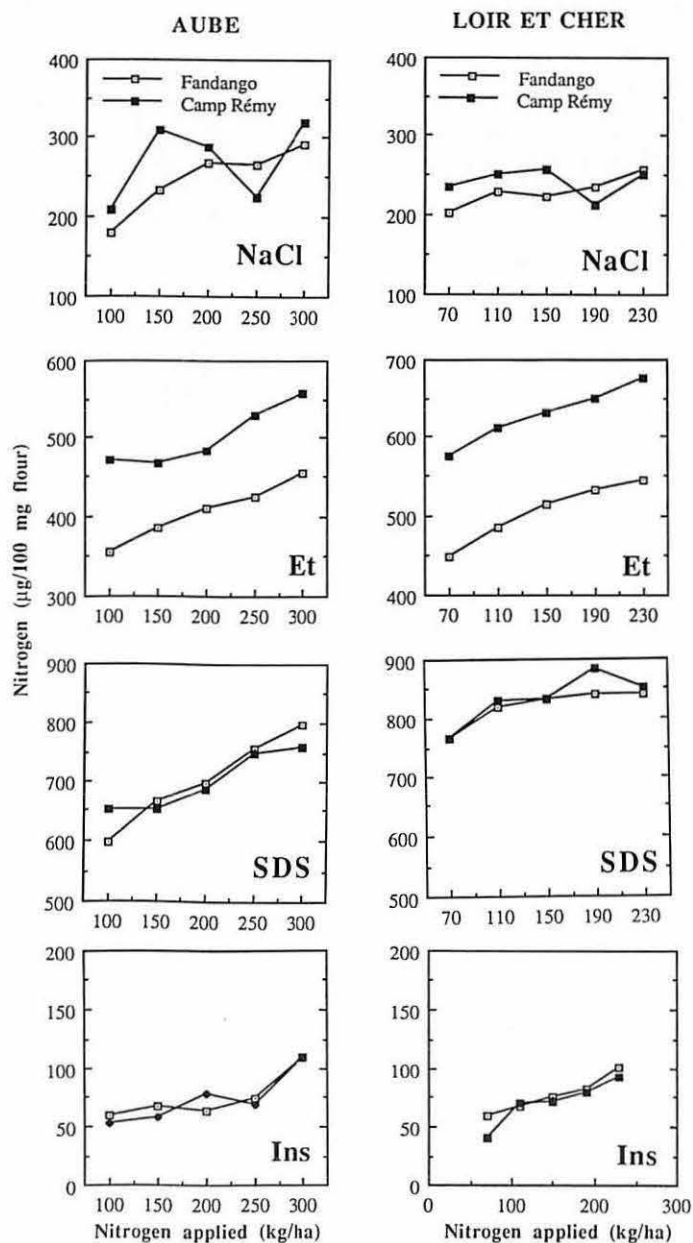 AUBE
LOIR ET CHER
400
300
200
100
Fandango
Camp Rémy
NaCl
100 150 200 250 300
400
300
200
100
Fandango
Camp Rémy
NaCl
70 110 150 190 230
Nitrogen (µg/100 mg flour)
600
500
400
300
Et
100 150 200 250 300
700
600
500
400
Et
70 110 150 190 230
900
800
700
600
500
SDS
100 150 200 250 300
900
800
700
600
500
SDS
70 110 150 190 230
200
150
100
50
0
Ins
100 150 200 250 300
Nitrogen applied (kg/ha)
200
150
100
50
0
Ins
0 100 200 300
Nitrogen applied (kg/ha)